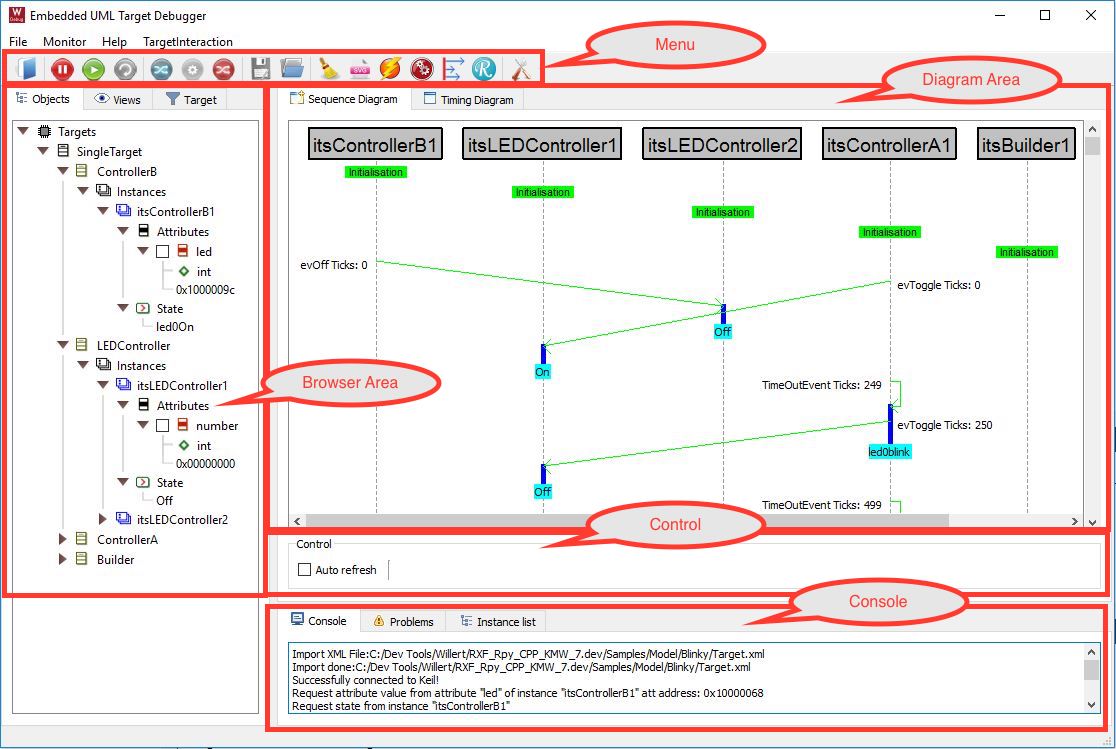 Embedded UML Target Debugger
File Monitor Help TargetInteraction
Menu
SVG
R
Objects Views Target
Sequence Diagram Timing Diagram
Diagram Area
Targets
SingleTarget
ControllerB
Instances
itsControllerB1
Attributes
led
int
0x1000009c
State
led0On
LEDController
Instances
itsLEDController1
Attributes
number
int
0x00000000
State
Off
itsLEDController2
ControllerA
Builder
Browser Area
itsControllerB1 itsLEDController1 itsLEDController2 itsControllerA1 itsBuilder1
Initialisation
Initialisation
Initialisation
Initialisation
Initialisation
evOff Ticks: 0
evToggle Ticks: 0
Off
On
TimeOutEvent Ticks: 249
evToggle Ticks: 250
led0blink
Off
TimeOutEvent Ticks: 499
Control
Control
Auto refresh
Console
Console Problems Instance list
Import XML File:C:/Dev Tools/Willert/RXF_Rpy_CPP_KMW_7.dev/Samples/Model/Blinky/Target.xml
Import done:C:/Dev Tools/Willert/RXF_Rpy_CPP_KMW_7.dev/Samples/Model/Blinky/Target.xml
Successfully connected to Keil!
Request attribute value from attribute "led" of instance "itsControllerB1" att address: 0x10000068
Request state from instance "itsControllerB1"